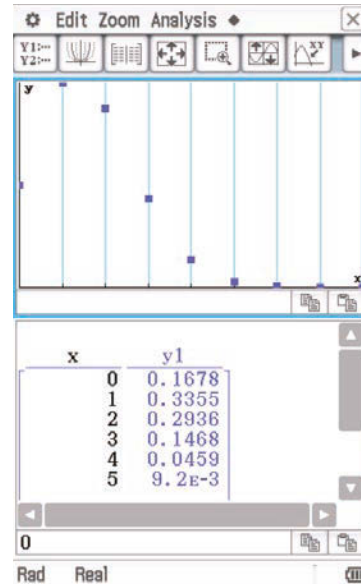 Edit Zoom Analysis ◆
Y1:…
Y2:…
XY
y
x
x y1
0 0.1678
1 0.3355
2 0.2936
3 0.1468
4 0.0459
5 9.2E-3
0
Rad Real